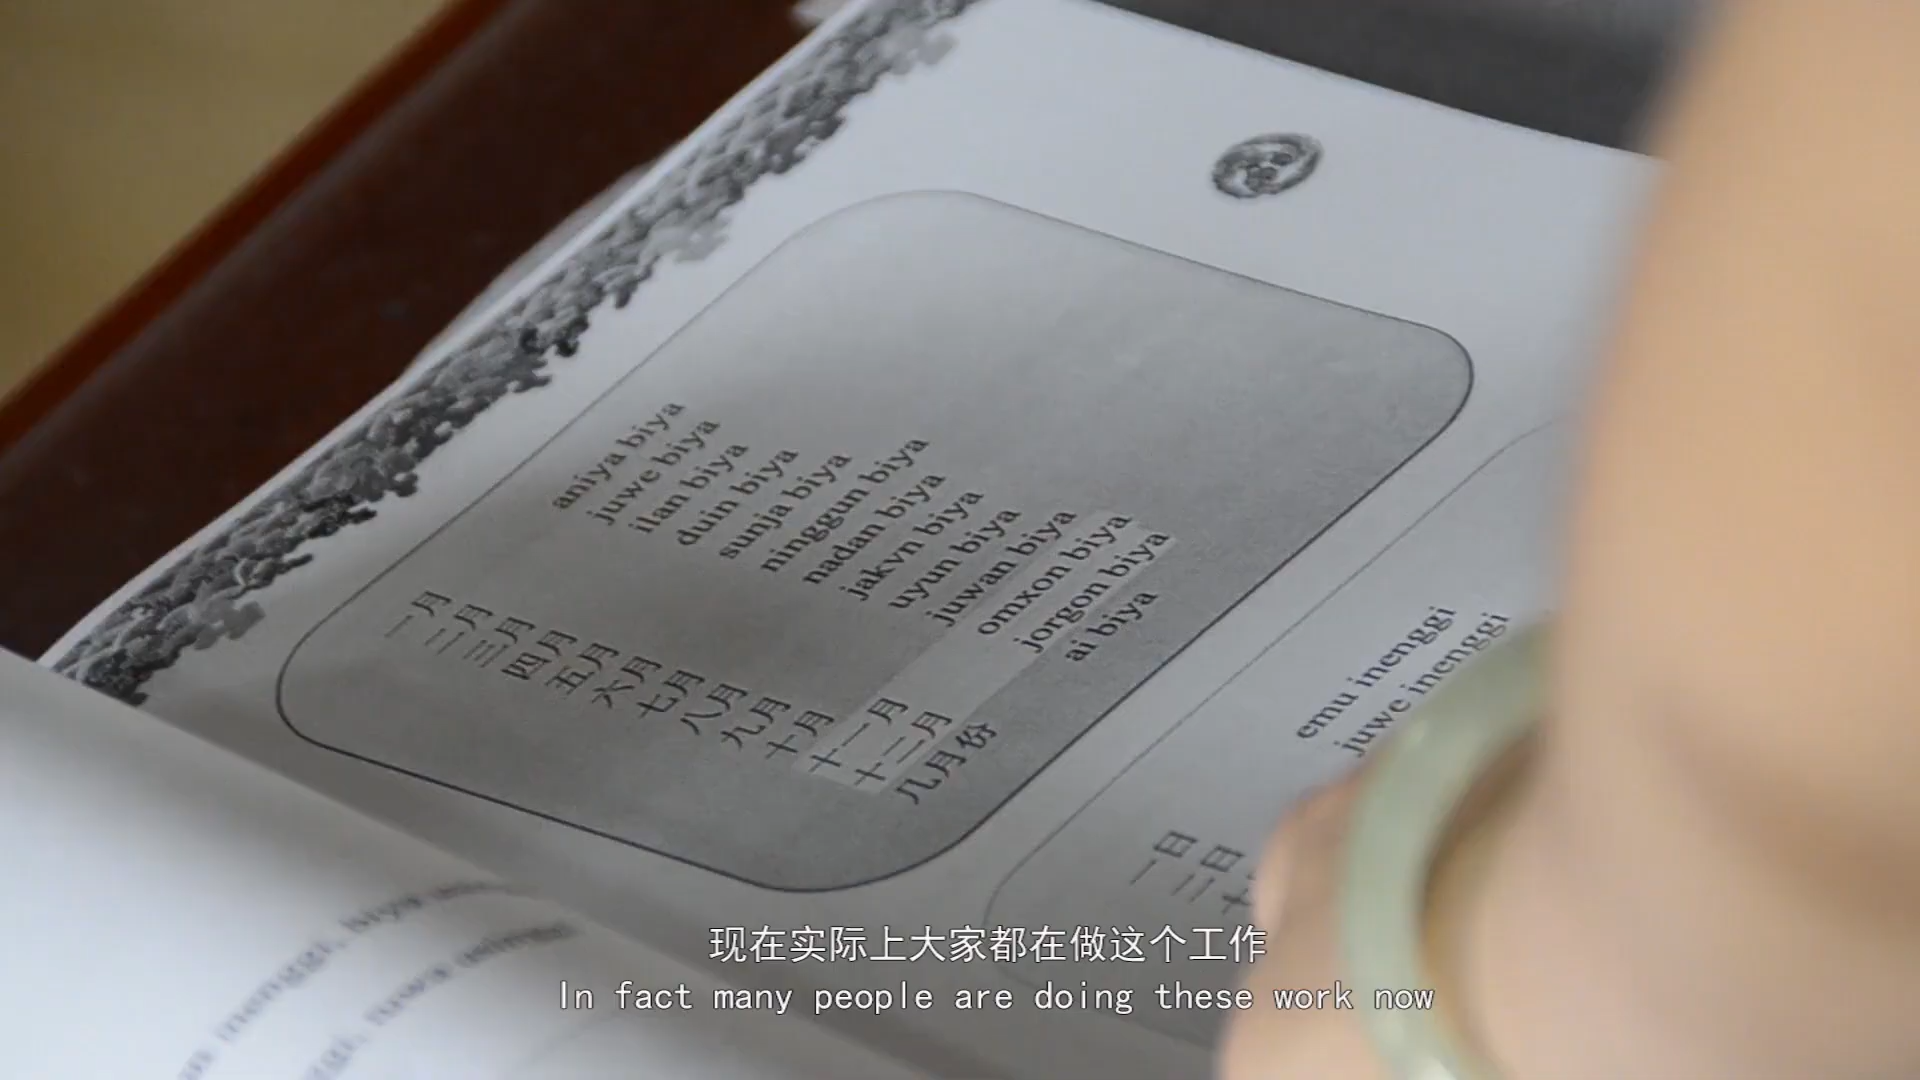 一月 aniya biya
二月 juwe biya
三月 ilan biya
四月 duin biya
五月 sunja biya
六月 ninggun biya
七月 nadan biya
八月 jakvn biya
九月 uyun biya
十月 juwan biya
十一月 omxon biya
十二月 jorgon biya
几月份 ai biya
一日 emu inenggi
二日 juwe inenggi
现在实际上大家都在做这个工作
In fact many people are doing these work now